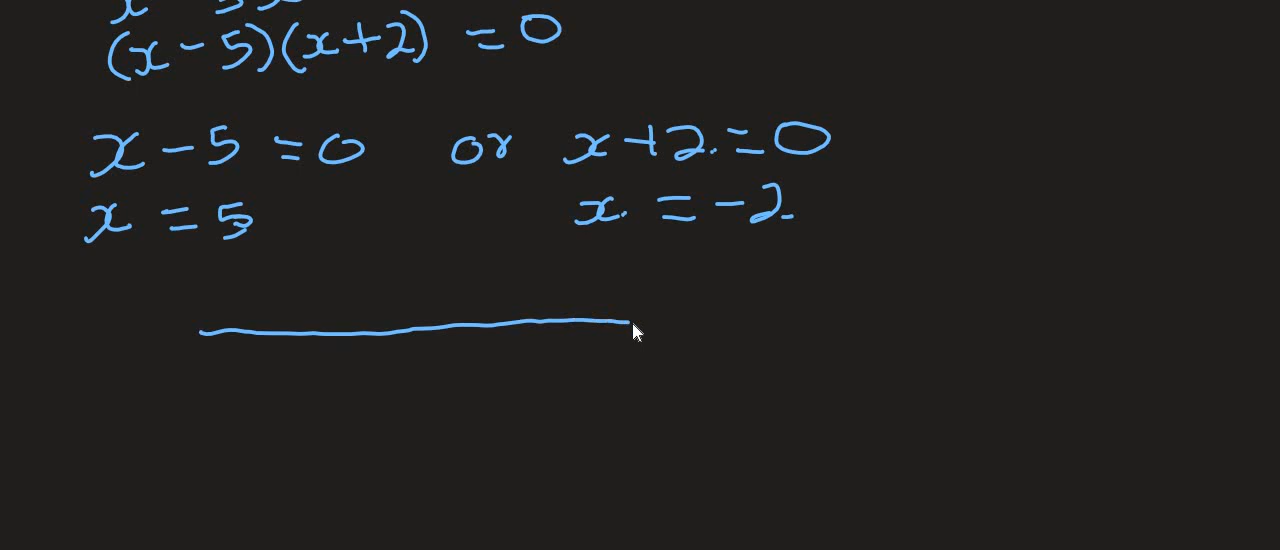 (x - 5)(x + 2) = 0
x - 5 = 0 or x + 2 = 0
x = 5 x = -2